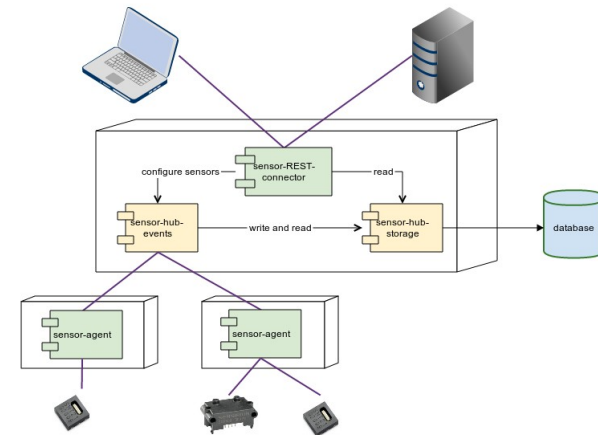 sensor-REST-
connector
configure sensors
read
sensor-hub-
events
write and read
sensor-hub-
storage
database
sensor-agent
sensor-agent